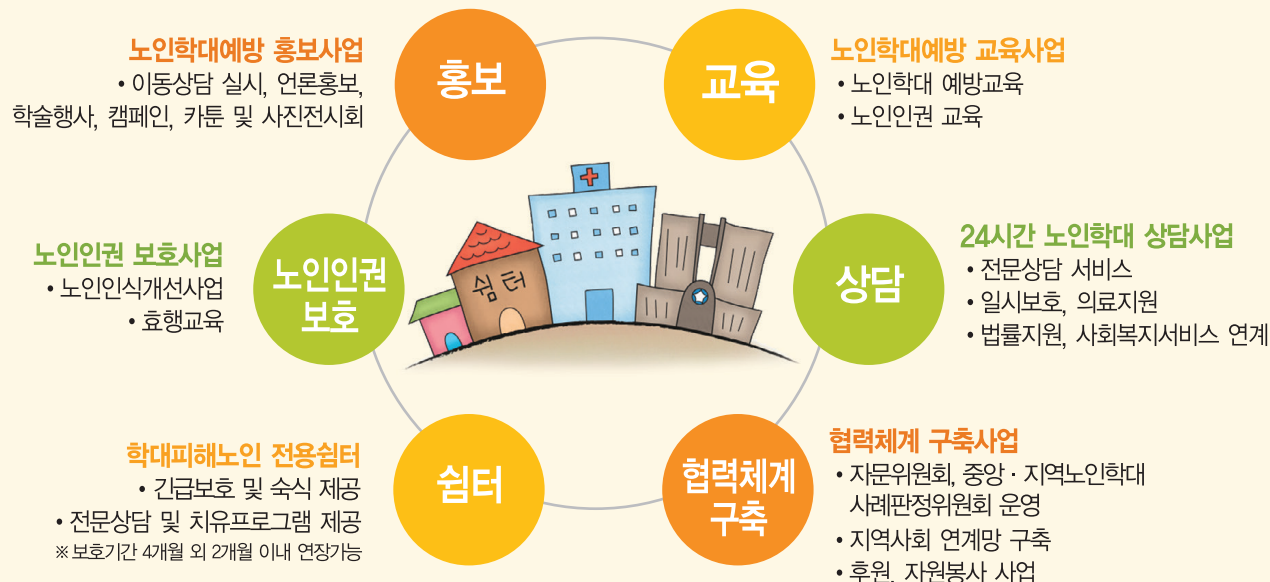 노인학대예방 홍보사업
• 이동상담 실시, 언론홍보,
학술행사, 캠페인, 카툰 및 사진전시회
홍보
교육
노인학대예방 교육사업
• 노인학대 예방교육
• 노인인권 교육
노인인권 보호사업
• 노인인식개선사업
• 효행교육
노인인권
보호
쉼터
상담
24시간 노인학대 상담사업
• 전문상담 서비스
• 일시보호, 의료지원
• 법률지원, 사회복지서비스 연계
학대피해노인 전용쉼터
• 긴급보호 및 숙식 제공
• 전문상담 및 치유프로그램 제공
※ 보호기간 4개월 외 2개월 이내 연장가능
쉼터
협력체계
구축
협력체계 구축사업
• 자문위원회, 중앙 · 지역노인학대
사례판정위원회 운영
• 지역사회 연계망 구축
• 후원, 자원봉사 사업